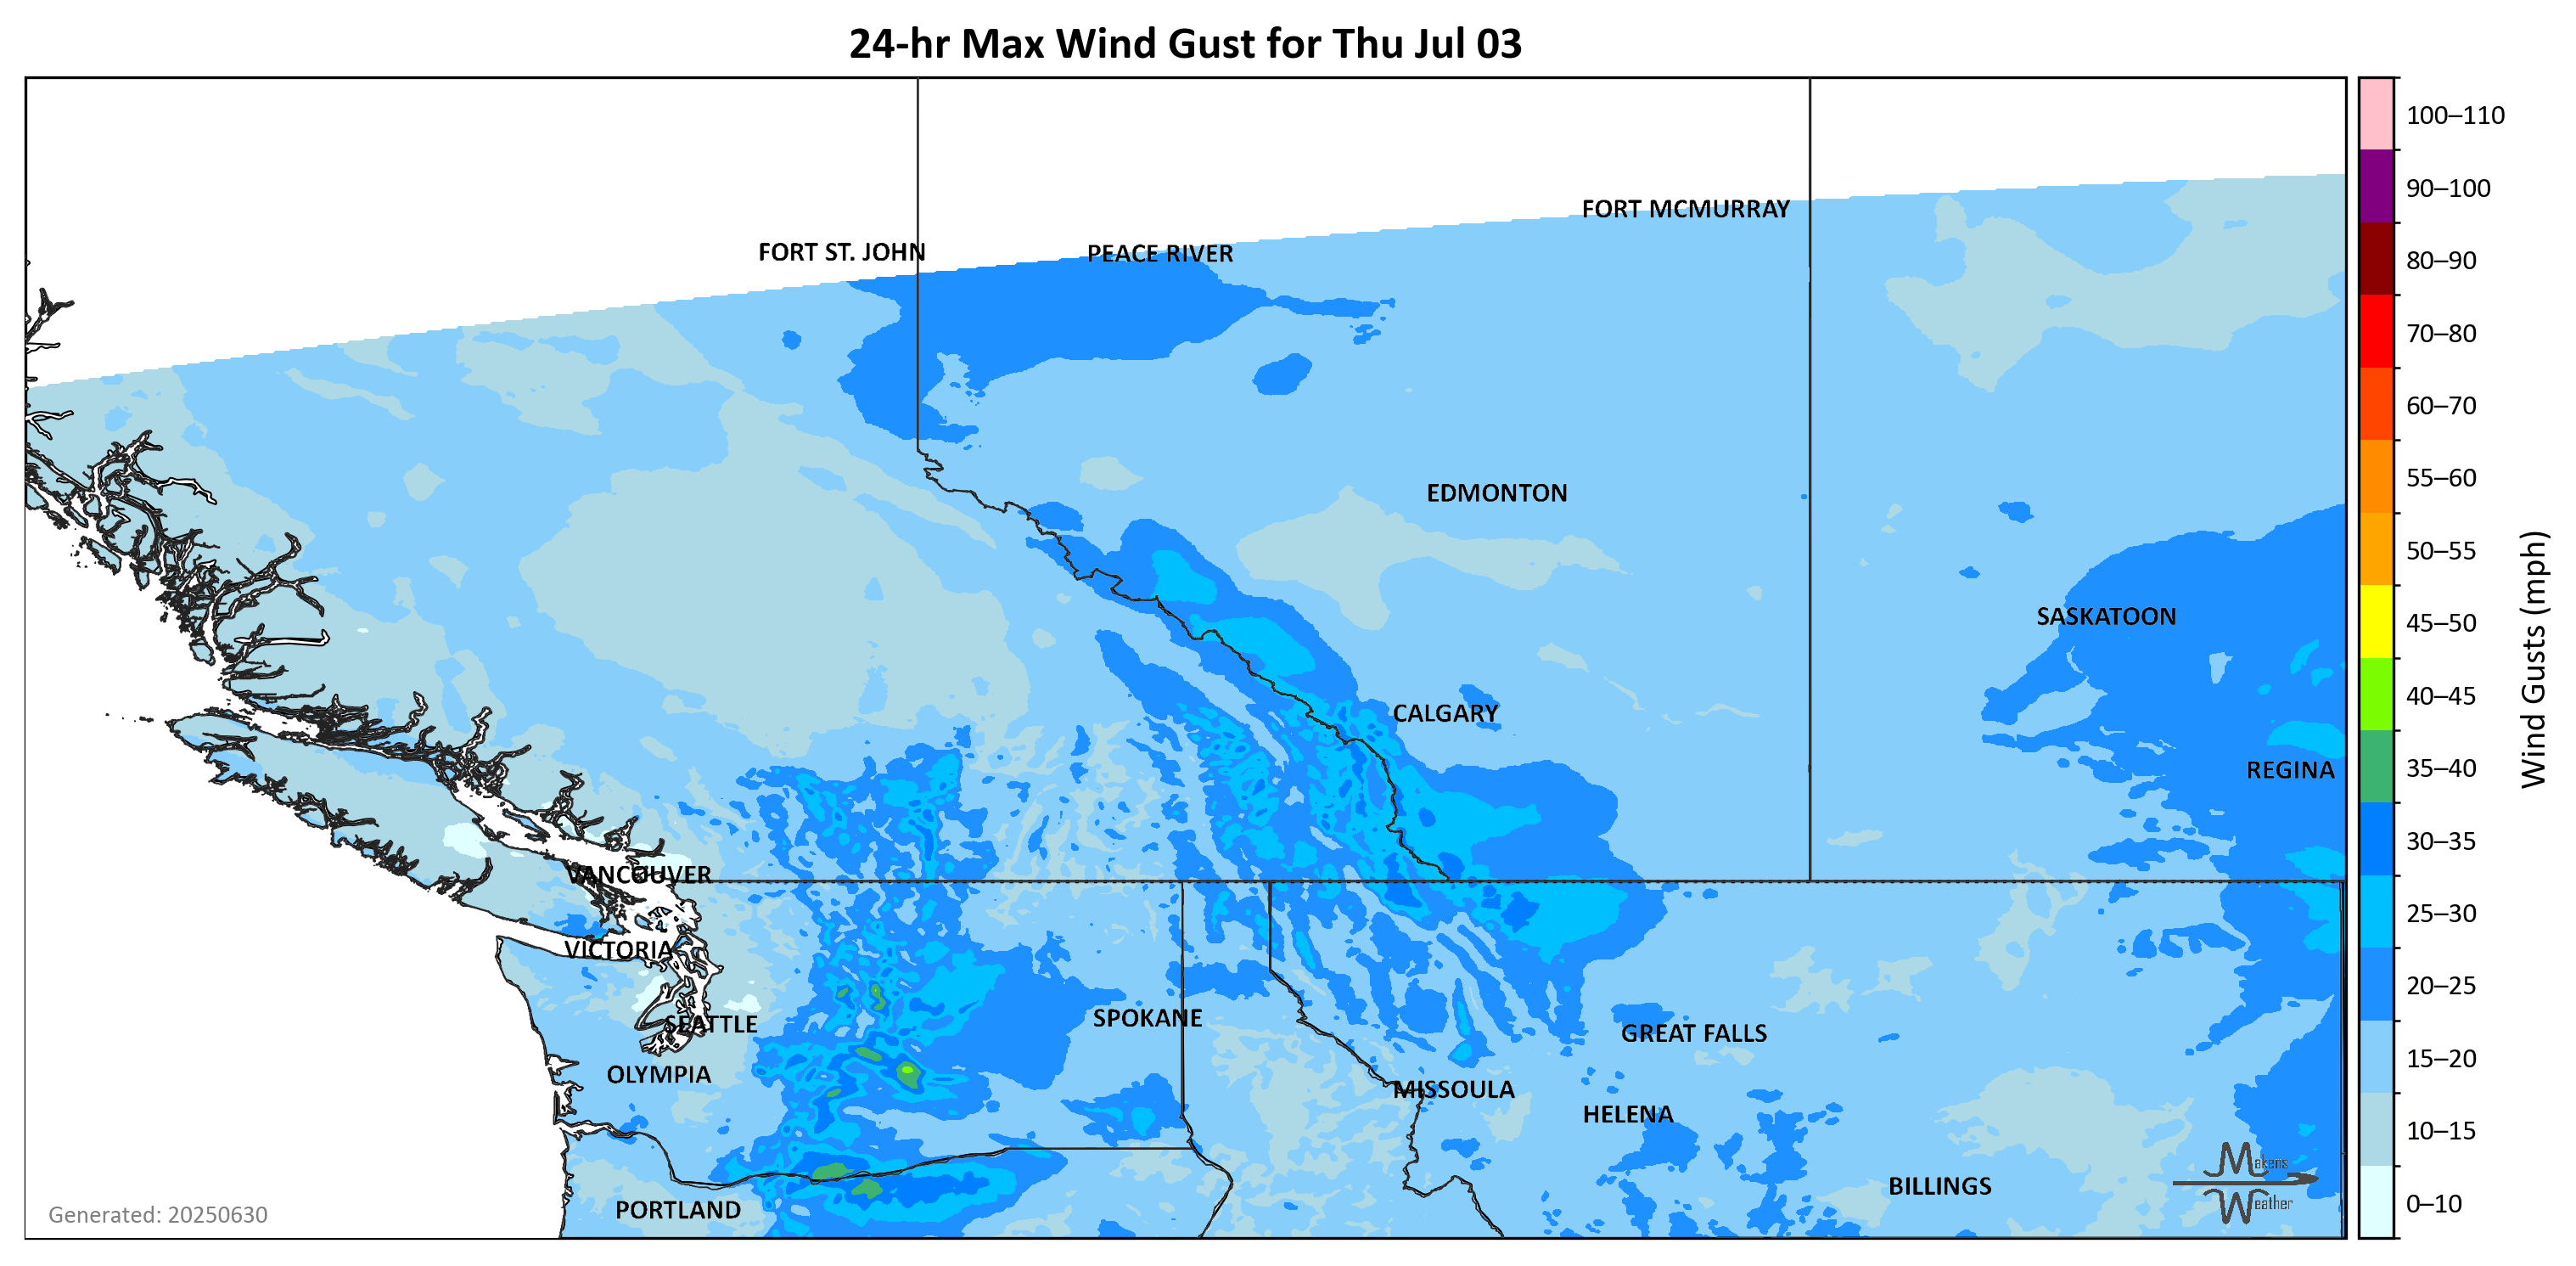 24-hr Max Wind Gust for Thu Jul 03
100–110
FORT MCMURRAY
90–100
FORT ST. JOHN
PEACE RIVER
80–90
70–80
60–70
EDMONTON
55–60
50–55
SASKATOON
45–50
Wind Gusts (mph)
CALGARY
40–45
REGINA
35–40
30–35
VANCOUVER
25–30
VICTORIA
20–25
SPOKANE
SEATTLE
GREAT FALLS
15–20
OLYMPIA
MISSOULA
HELENA
10–15
Makens
Weather
BILLINGS
0–10
PORTLAND
Generated: 20250630